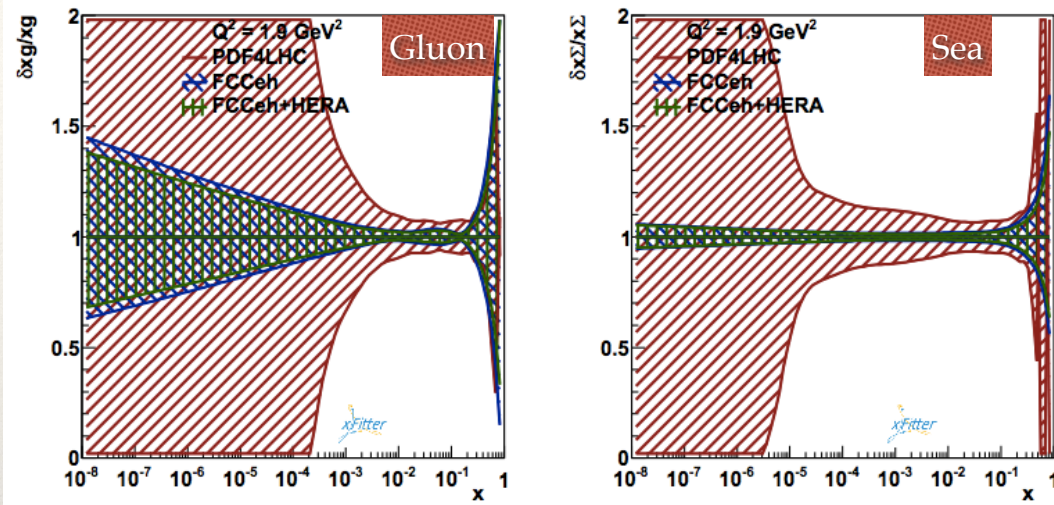 δxg/xg
2
1.5
1
0.5
0
Q² = 1.9 GeV²
PDF4LHC
FCCeh
FCCeh+HERA
Gluon
xFitter
10⁻⁸ 10⁻⁷ 10⁻⁶ 10⁻⁵ 10⁻⁴ 10⁻³ 10⁻² 10⁻¹ 1
x
δxΣ/xΣ
2
1.5
1
0.5
0
Q² = 1.9 GeV²
PDF4LHC
FCCeh
FCCeh+HERA
Sea
xFitter
10⁻⁸ 10⁻⁷ 10⁻⁶ 10⁻⁵ 10⁻⁴ 10⁻³ 10⁻² 10⁻¹ 1
x